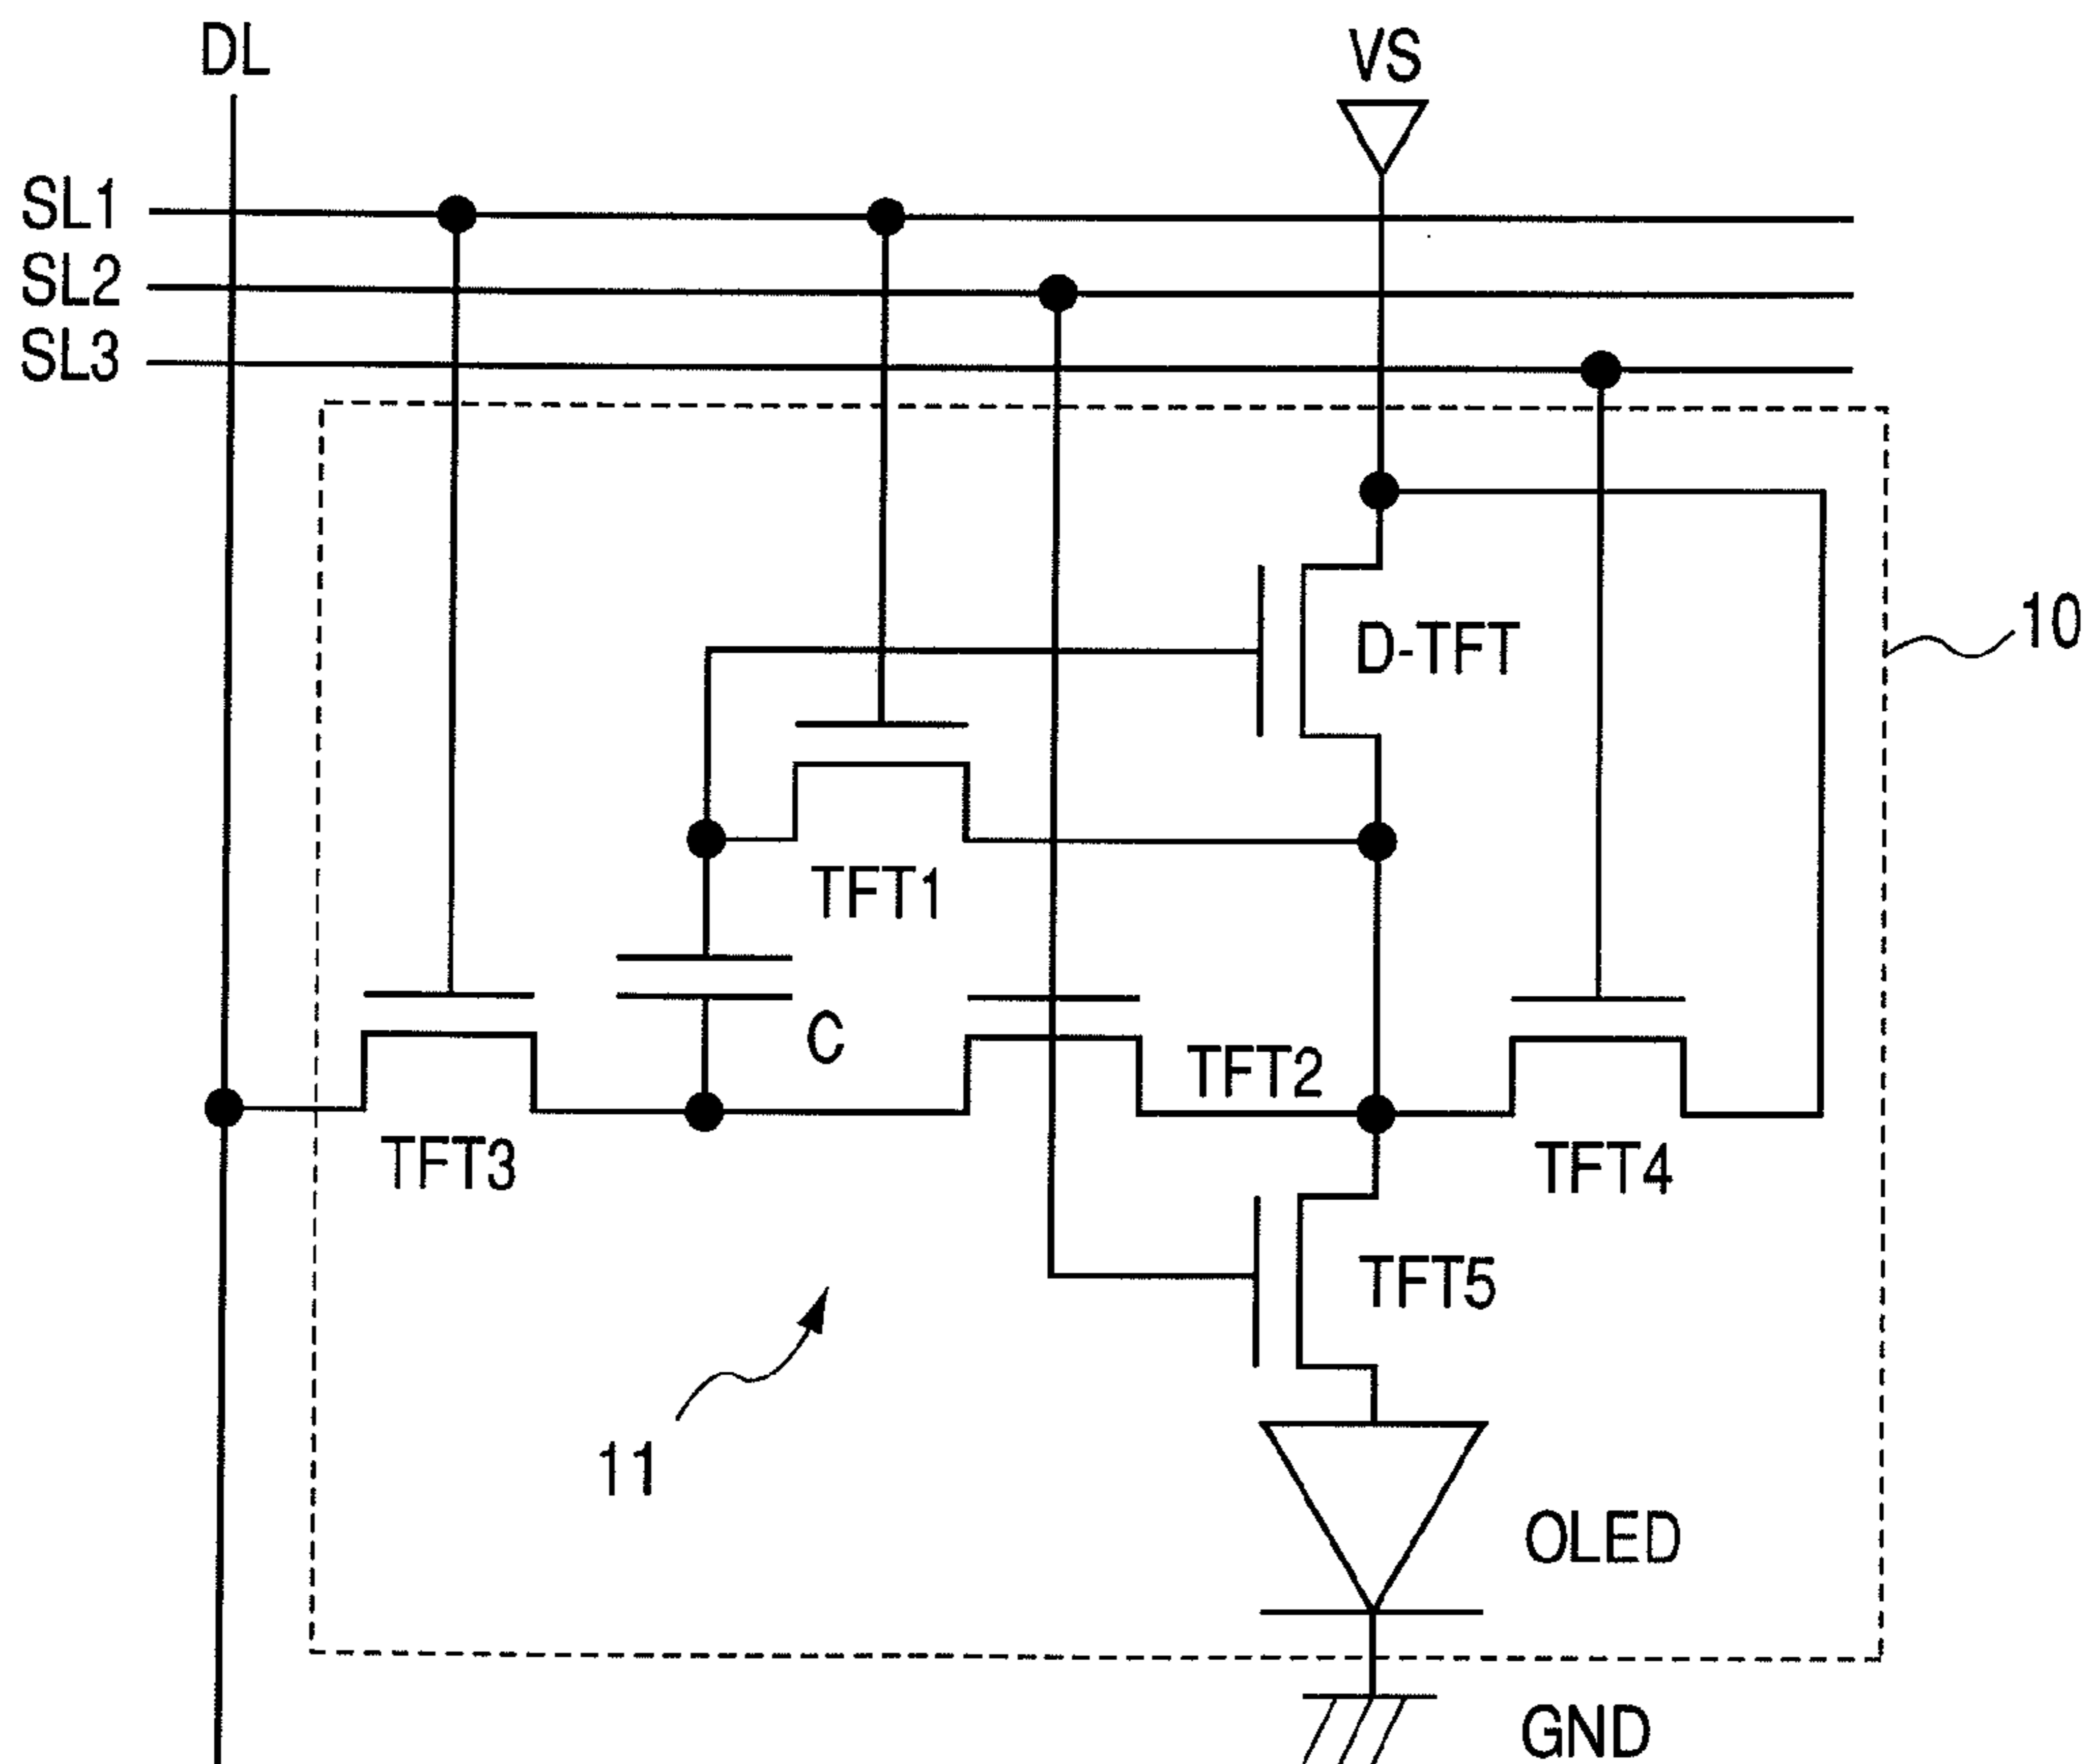 DL
VS
SL1
SL2
SL3
10
D-TFT
TFT1
C
TFT2
TFT3
TFT4
TFT5
11
OLED
GND